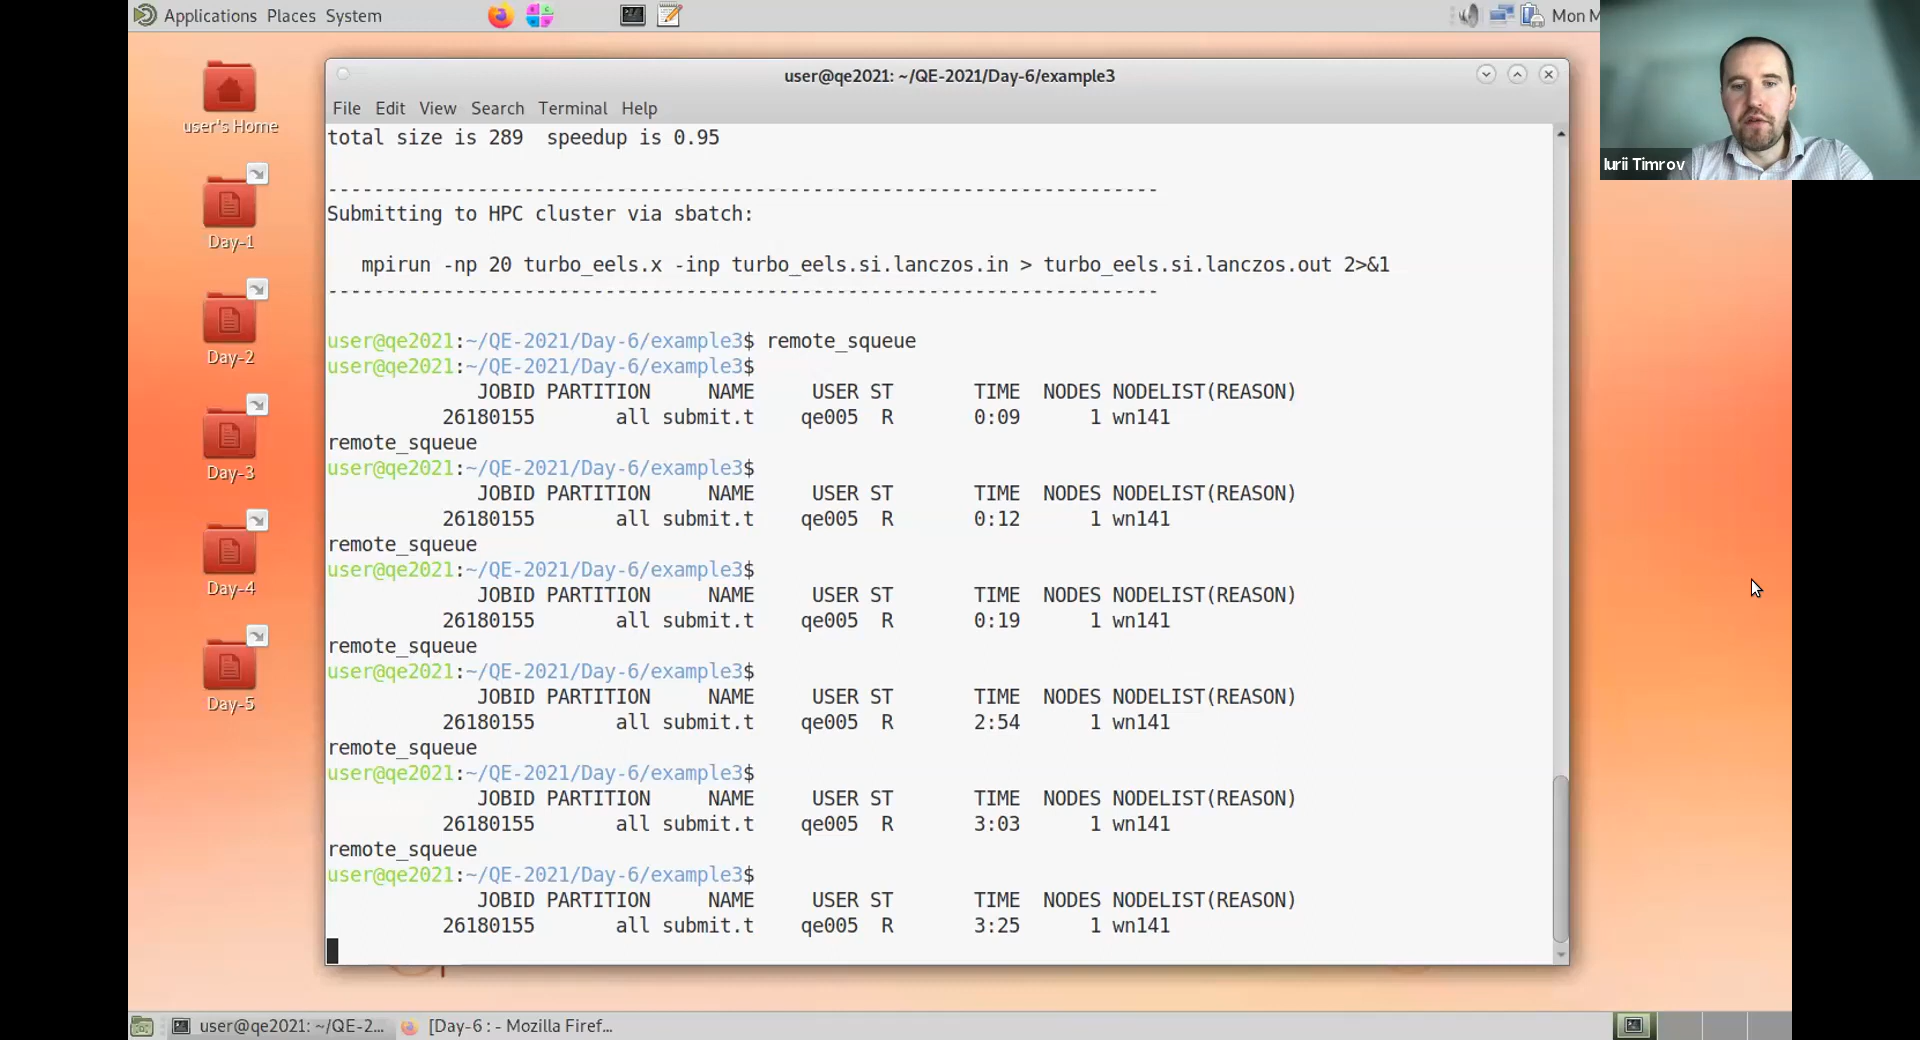 Applications Places System
Mon M
Iurii Timrov
user's Home
Day-1
Day-2
Day-3
Day-4
Day-5
user@qe2021: ~/QE-2021/Day-6/example3
File Edit View Search Terminal Help
total size is 289  speedup is 0.95
------------------------------------------------------------------------
Submitting to HPC cluster via sbatch:
mpirun -np 20 turbo_eels.x -inp turbo_eels.si.lanczos.in > turbo_eels.si.lanczos.out 2>&1
------------------------------------------------------------------------
user@qe2021:~/QE-2021/Day-6/example3$ remote_squeue
user@qe2021:~/QE-2021/Day-6/example3$
JOBID PARTITION NAME USER ST TIME NODES NODELIST(REASON)
26180155 all submit.t qe005 R 0:09 1 wn141
remote_squeue
user@qe2021:~/QE-2021/Day-6/example3$
JOBID PARTITION NAME USER ST TIME NODES NODELIST(REASON)
26180155 all submit.t qe005 R 0:12 1 wn141
remote_squeue
user@qe2021:~/QE-2021/Day-6/example3$
JOBID PARTITION NAME USER ST TIME NODES NODELIST(REASON)
26180155 all submit.t qe005 R 0:19 1 wn141
remote_squeue
user@qe2021:~/QE-2021/Day-6/example3$
JOBID PARTITION NAME USER ST TIME NODES NODELIST(REASON)
26180155 all submit.t qe005 R 2:54 1 wn141
remote_squeue
user@qe2021:~/QE-2021/Day-6/example3$
JOBID PARTITION NAME USER ST TIME NODES NODELIST(REASON)
26180155 all submit.t qe005 R 3:03 1 wn141
remote_squeue
user@qe2021:~/QE-2021/Day-6/example3$
JOBID PARTITION NAME USER ST TIME NODES NODELIST(REASON)
26180155 all submit.t qe005 R 3:25 1 wn141
user@qe2021: ~/QE-2...
[Day-6 : - Mozilla Firef...